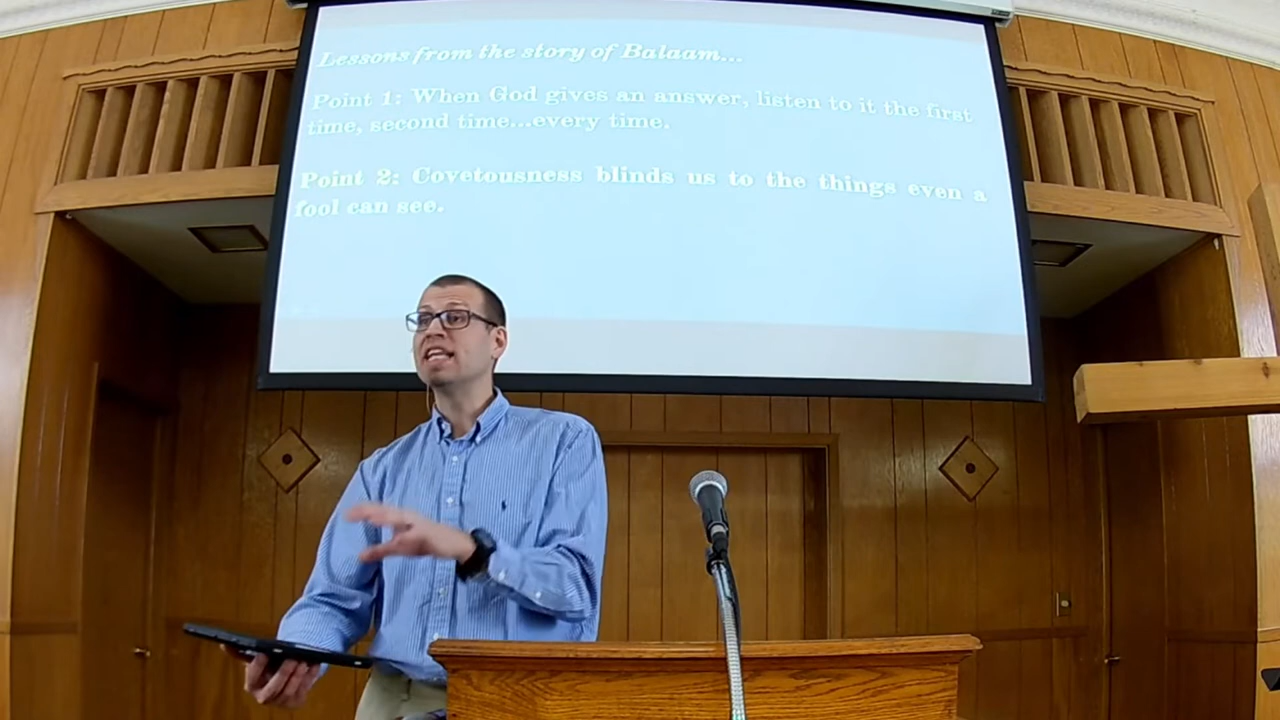 Lessons from the story of Balaam...
Point 1: When God gives an answer, listen to it the first
time, second time...every time.
Point 2: Covetousness blinds us to the things even a
fool can see.